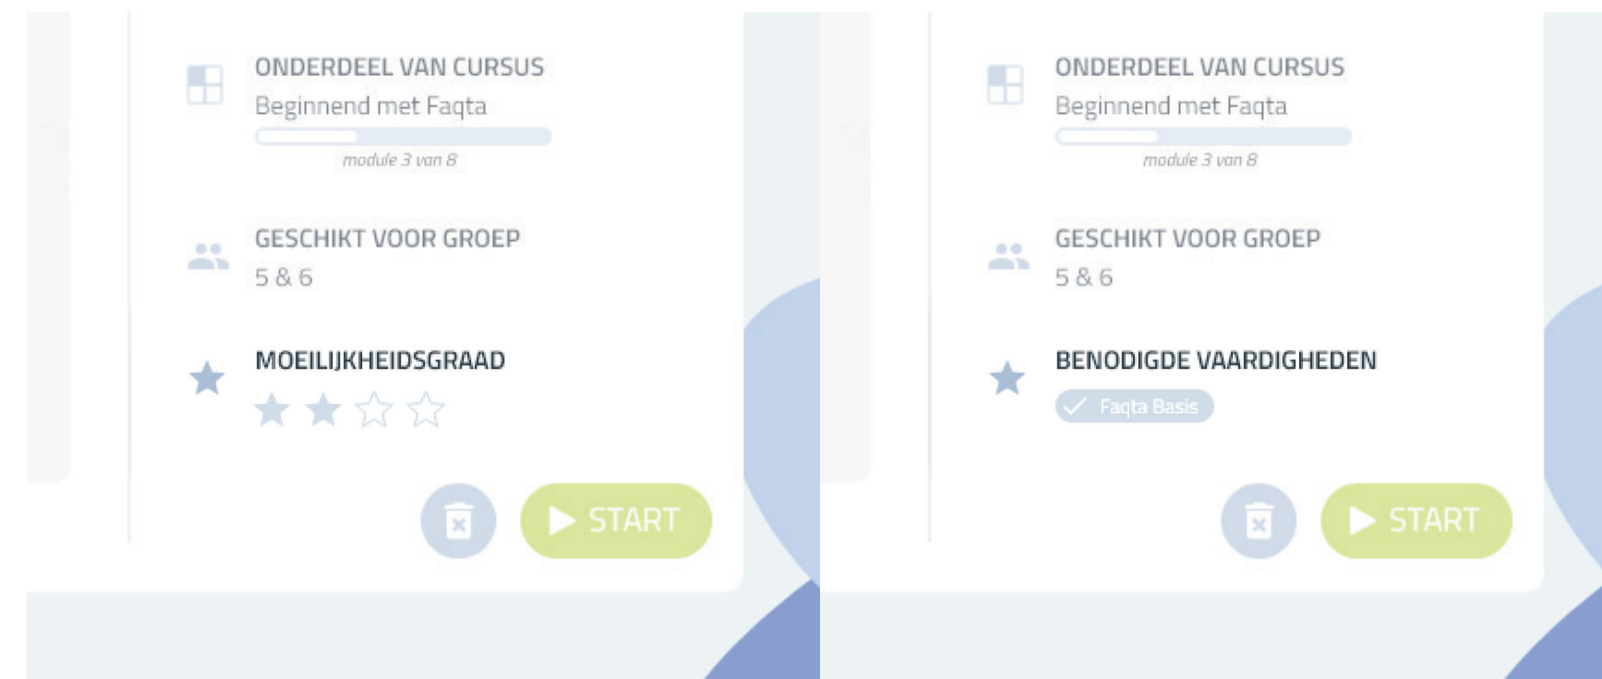 ONDERDEEL VAN CURSUS
Beginnend met Faqta
module 3 van 8
GESCHIKT VOOR GROEP
5 & 6
MOEILIJKHEIDSGRAAD
START
ONDERDEEL VAN CURSUS
Beginnend met Faqta
module 3 van 8
GESCHIKT VOOR GROEP
5 & 6
BENODIGDE VAARDIGHEDEN
Faqta Basis
START